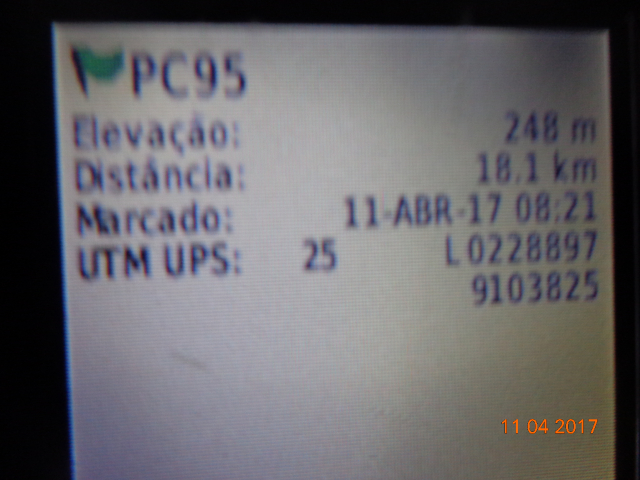 PC95
Elevação: 248 m
Distância: 18.1 km
Marcado: 11-ABR-17 08:21
UTM UPS: 25 L 0228897
9103825
11 04 2017